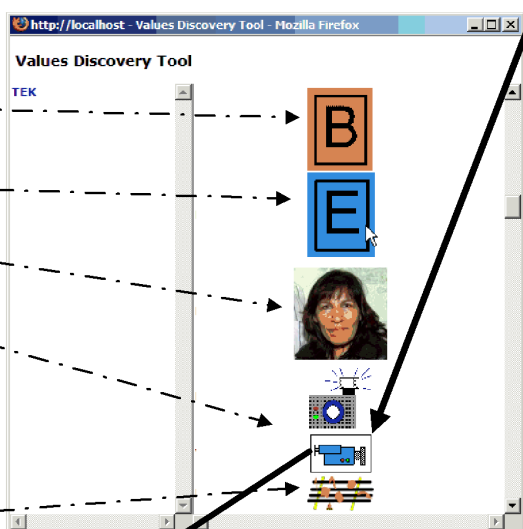 http://localhost - Values Discovery Tool - Mozilla Firefox
Values Discovery Tool
TEK
B
E